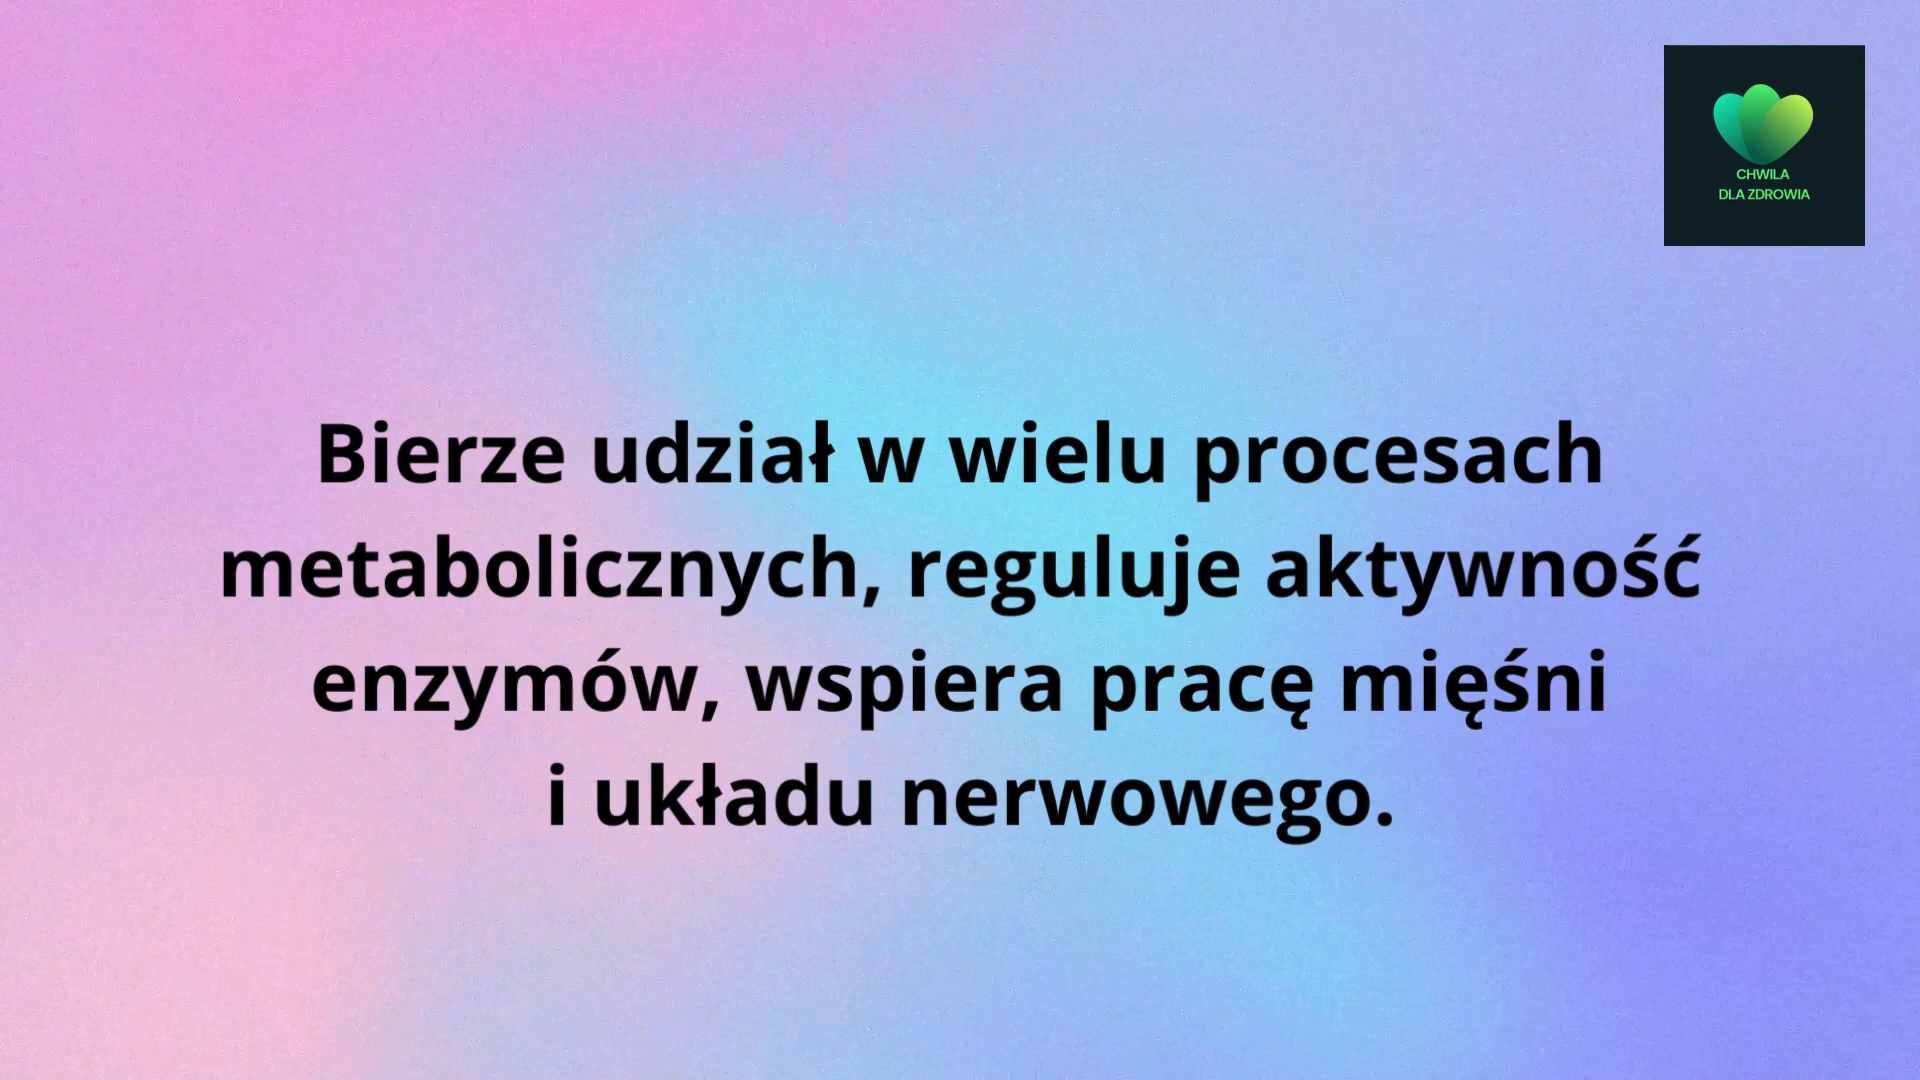 CHWILA
DLA ZDROWIA
Bierze udział w wielu procesach
metabolicznych, reguluje aktywność
enzymów, wspiera pracę mięśni
i układu nerwowego.